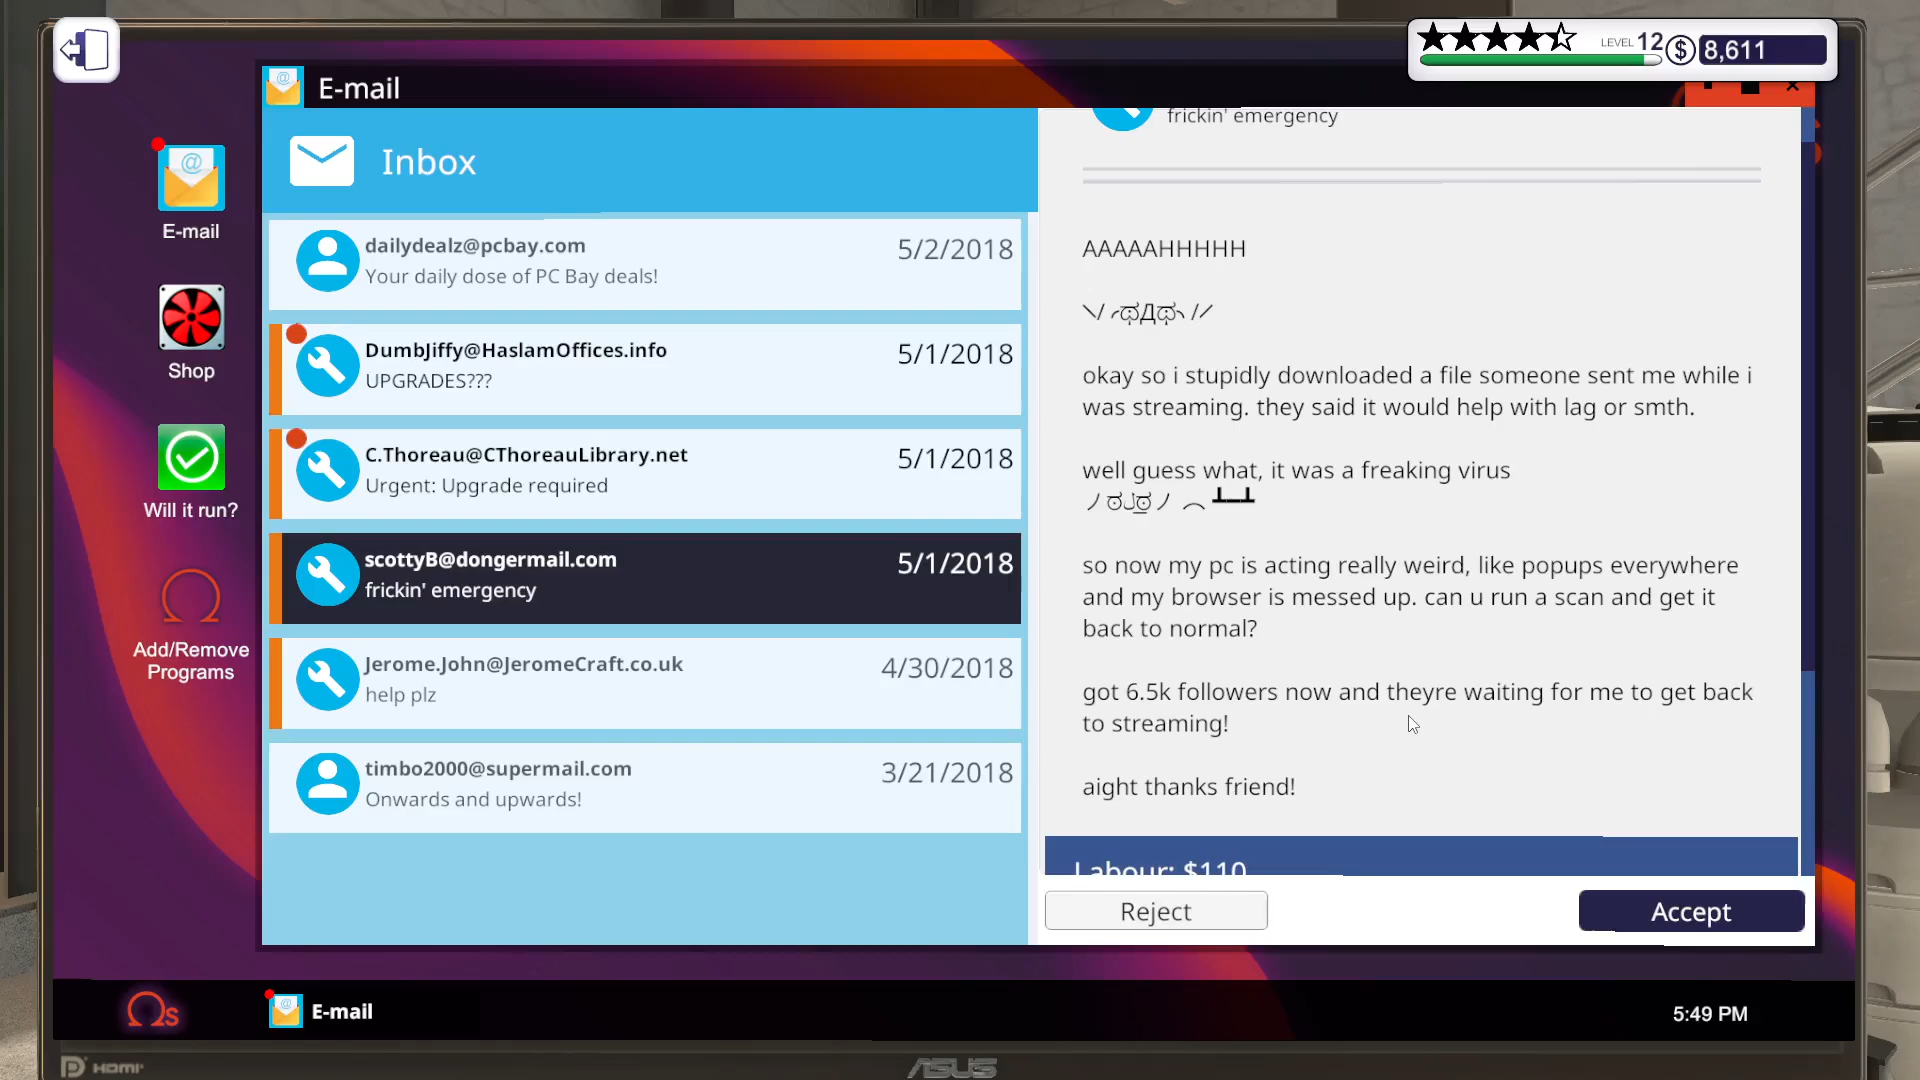 LEVEL 12
$ 8,611
E-mail
E-mail
Shop
Will it run?
Add/Remove
Programs
Inbox
dailydealz@pcbay.com
5/2/2018
Your daily dose of PC Bay deals!
DumbJiffy@HaslamOffices.info
5/1/2018
UPGRADES???
C.Thoreau@CThoreauLibrary.net
5/1/2018
Urgent: Upgrade required
scottyB@dongermail.com
5/1/2018
frickin' emergency
Jerome.John@JeromeCraft.co.uk
4/30/2018
help plz
timbo2000@supermail.com
3/21/2018
Onwards and upwards!
frickin' emergency
AAAAAHHHHH
okay so i stupidly downloaded a file someone sent me while i
was streaming. they said it would help with lag or smth.
well guess what, it was a freaking virus
so now my pc is acting really weird, like popups everywhere
and my browser is messed up. can u run a scan and get it
back to normal?
got 6.5k followers now and theyre waiting for me to get back
to streaming!
aight thanks friend!
Labour: $110
Reject
Accept
Ωs
E-mail
5:49 PM
HDMI
ASUS